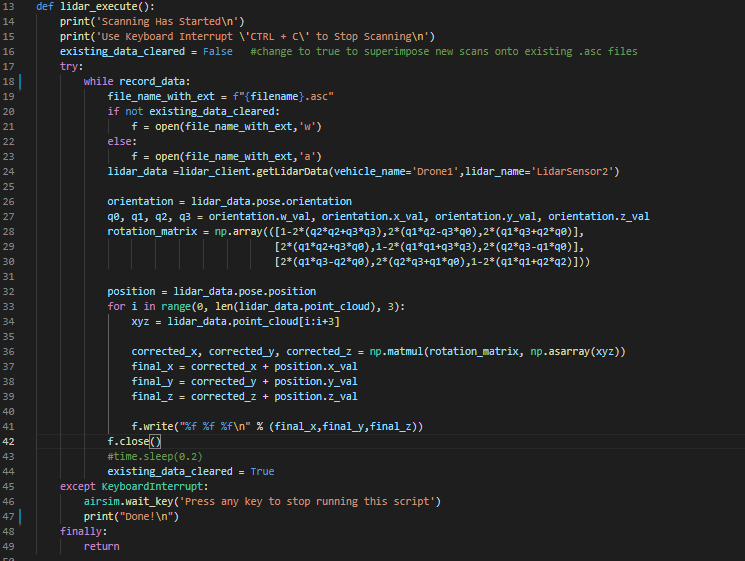 13 def lidar_execute():
14     print('Scanning Has Started\n')
15     print('Use Keyboard Interrupt \'CTRL + C\' to Stop Scanning\n')
16     existing_data_cleared = False   #change to true to superimpose new scans onto existing .asc files
17     try:
18         while record_data:
19             file_name_with_ext = f"{filename}.asc"
20             if not existing_data_cleared:
21                 f = open(file_name_with_ext,'w')
22             else:
23                 f = open(file_name_with_ext,'a')
24             lidar_data =lidar_client.getLidarData(vehicle_name='Drone1',lidar_name='LidarSensor2')
25
26             orientation = lidar_data.pose.orientation
27             q0, q1, q2, q3 = orientation.w_val, orientation.x_val, orientation.y_val, orientation.z_val
28             rotation_matrix = np.array(([1-2*(q2*q2+q3*q3),2*(q1*q2-q3*q0),2*(q1*q3+q2*q0)],
29                                         [2*(q1*q2+q3*q0),1-2*(q1*q1+q3*q3),2*(q2*q3-q1*q0)],
30                                         [2*(q1*q3-q2*q0),2*(q2*q3+q1*q0),1-2*(q1*q1+q2*q2)]))
31
32             position = lidar_data.pose.position
33             for i in range(0, len(lidar_data.point_cloud), 3):
34                 xyz = lidar_data.point_cloud[i:i+3]
35
36                 corrected_x, corrected_y, corrected_z = np.matmul(rotation_matrix, np.asarray(xyz))
37                 final_x = corrected_x + position.x_val
38                 final_y = corrected_y + position.y_val
39                 final_z = corrected_z + position.z_val
40
41                 f.write("%f %f %f\n" % (final_x,final_y,final_z))
42             f.close()
43             #time.sleep(0.2)
44             existing_data_cleared = True
45     except KeyboardInterrupt:
46         airsim.wait_key('Press any key to stop running this script')
47         print("Done!\n")
48     finally:
49         return